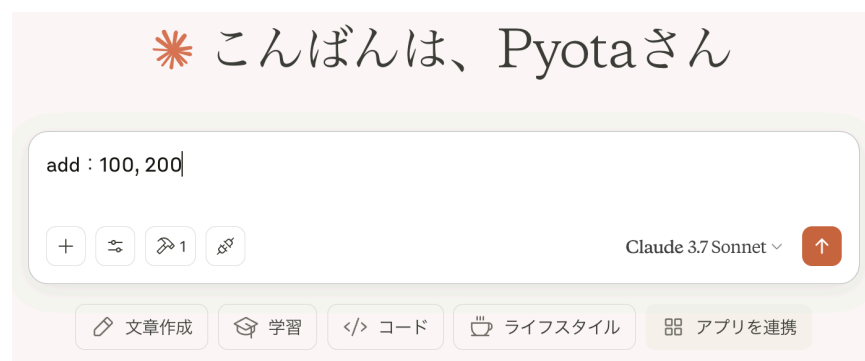 こんばんは、Pyotaさん
add：100, 200
1
Claude 3.7 Sonnet
文章作成
学習
コード
ライフスタイル
アプリを連携